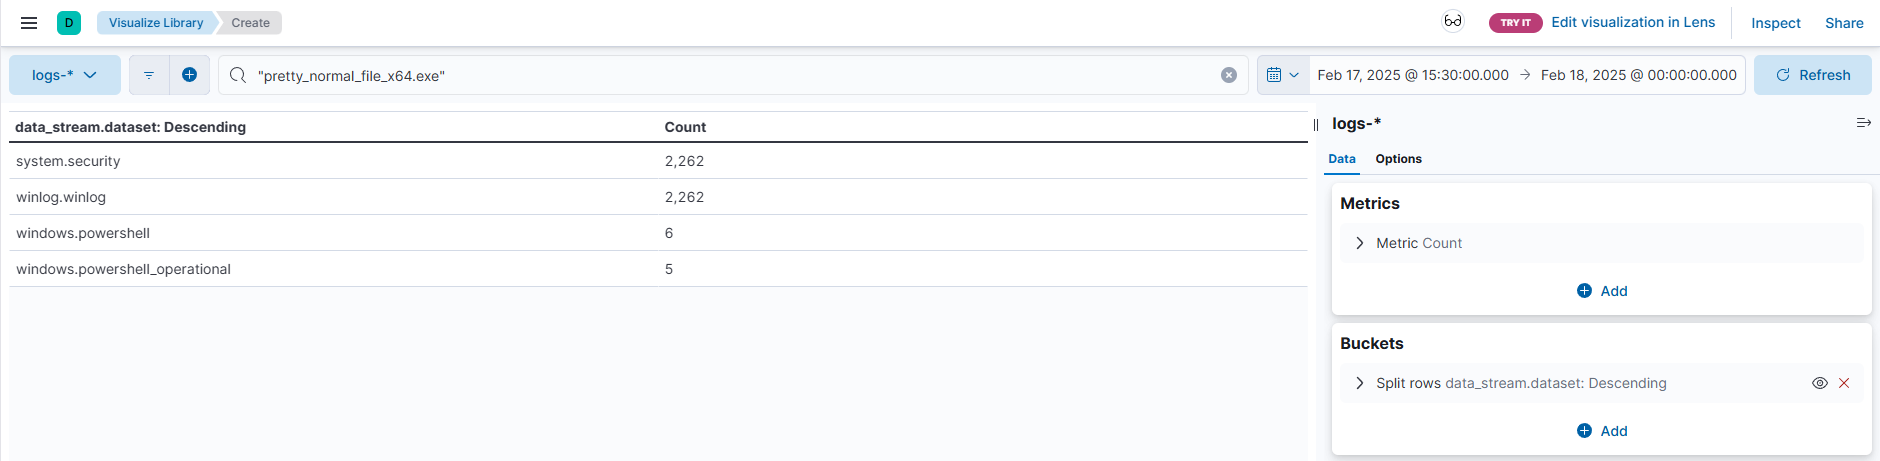 D Visualize Library Create TRY IT Edit visualization in Lens Inspect Share
logs-* "pretty_normal_file_x64.exe" Feb 17, 2025 @ 15:30:00.000 → Feb 18, 2025 @ 00:00:00.000 Refresh
data_stream.dataset: Descending Count
system.security 2,262
winlog.winlog 2,262
windows.powershell 6
windows.powershell_operational 5
logs-*
Data Options
Metrics
Metric Count
Add
Buckets
Split rows data_stream.dataset: Descending
Add